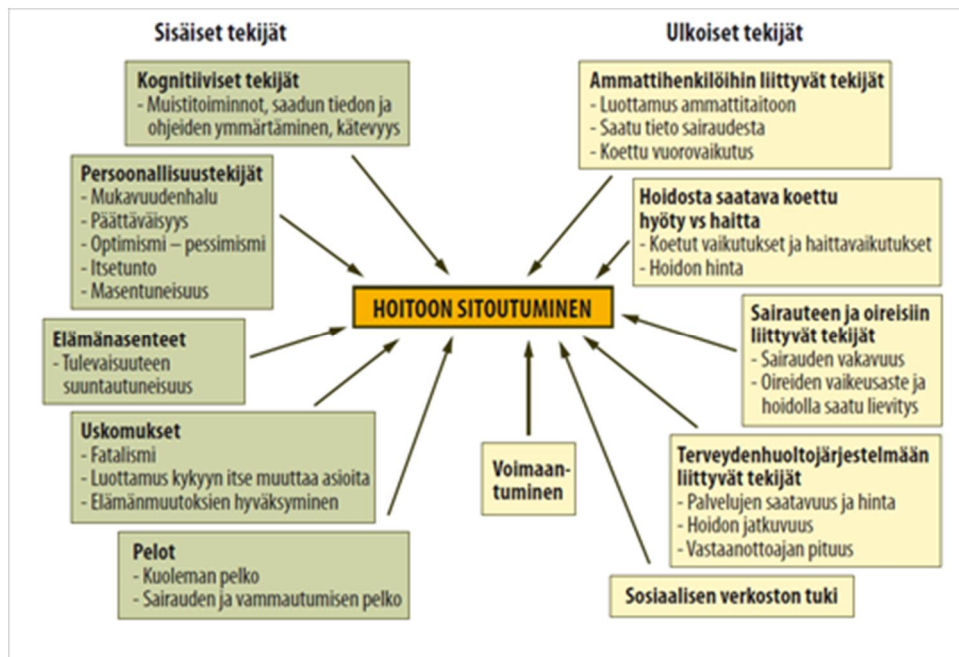 Sisäiset tekijät
Kognitiiviset tekijät
- Muistitoiminnot, saadun tiedon ja
ohjeiden ymmärtäminen, kätevyys
Persoonallisuustekijät
- Mukavuudenhalu
- Päättäväisyys
- Optimismi – pessimismi
- Itsetunto
- Masentuneisuus
Elämänasenteet
- Tulevaisuuteen
suuntautuneisuus
Uskomukset
- Fatalismi
- Luottamus kykyyn itse muuttaa asioita
- Elämänmuutoksien hyväksyminen
Pelot
- Kuoleman pelko
- Sairauden ja vammautumisen pelko
HOITOON SITOUTUMINEN
Voimaan-
tuminen
Ulkoiset tekijät
Ammattihenkilöihin liittyvät tekijät
- Luottamus ammattitaitoon
- Saatu tieto sairaudesta
- Koettu vuorovaikutus
Hoidosta saatava koettu
hyöty vs haitta
- Koetut vaikutukset ja haittavaikutukset
- Hoidon hinta
Sairauteen ja oireisiin
liittyvät tekijät
- Sairauden vakavuus
- Oireiden vaikeusaste ja
hoidolla saatu lievitys
Terveydenhuoltojärjestelmään
liittyvät tekijät
- Palvelujen saatavuus ja hinta
- Hoidon jatkuvuus
- Vastaanottoajan pituus
Sosiaalisen verkoston tuki